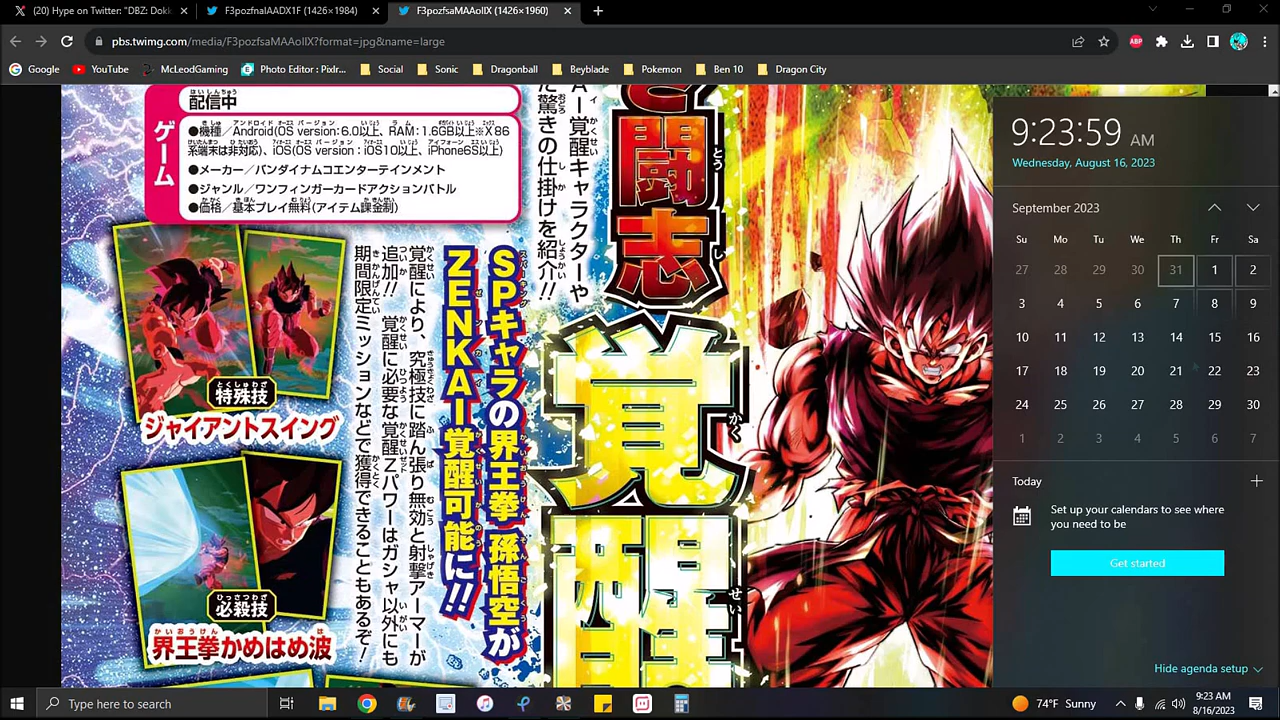 (20) Hype on Twitter: "DBZ: Dokk
F3pozfnaIAADX1F (1426×1984)
F3pozfsaMAAoIlX (1426×1960)
pbs.twimg.com/media/F3pozfsaMAAoIlX?format=jpg&name=large
Google
YouTube
McLeodGaming
Photo Editor : Pixlr...
Social
Sonic
Dragonball
Beyblade
Pokemon
Ben 10
Dragon City
ABP
ゲーム
配信中
●機種／Android(OS version:6.0以上、RAM:1.6GB以上※X86
系端末は非対応)、iOS(OS version:iOS10以上、iPhone6S以上)
●メーカー／バンダイナムコエンターテインメント
●ジャンル／ワンフィンガーカードアクションバトル
●価格／基本プレイ無料(アイテム課金制)
闘志
覚醒
AI覚醒キャラクターや
驚きの仕掛けを紹介!!
SPキャラの界王拳 孫悟空が
ZENKAI覚醒可能に!!
覚醒により、究極技に踏ん張り無効と射撃アーマーが
追加!! 覚醒に必要な覚醒Zパワーはガシャ以外にも
期間限定ミッションなどで獲得できることもあるぞ!
特殊技
ジャイアントスイング
必殺技
界王拳かめはめ波
9:23:59 AM
Wednesday, August 16, 2023
September 2023
Su Mo Tu We Th Fr Sa
27 28 29 30 31 1 2
3 4 5 6 7 8 9
10 11 12 13 14 15 16
17 18 19 20 21 22 23
24 25 26 27 28 29 30
1 2 3 4 5 6 7
Today
Set up your calendars to see where
you need to be
Get started
Hide agenda setup
Type here to search
74°F Sunny
9:23 AM
8/16/2023